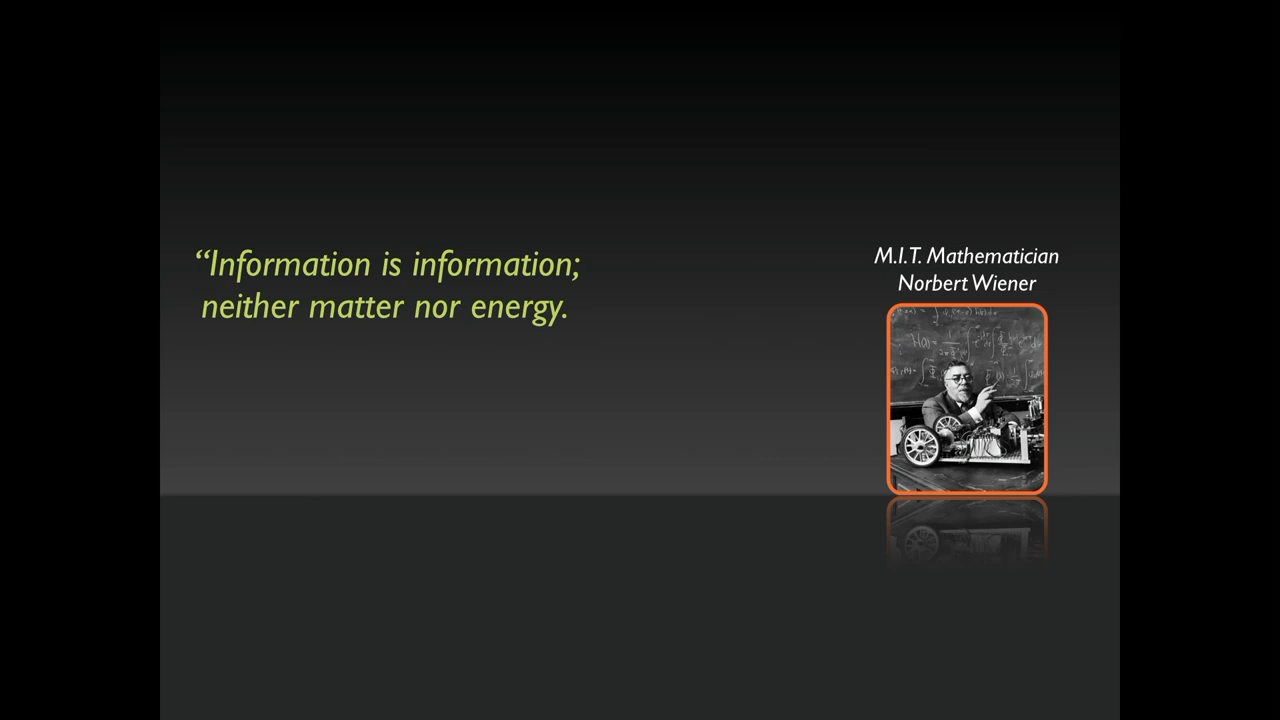 “Information is information;
neither matter nor energy.
M.I.T. Mathematician
Norbert Wiener